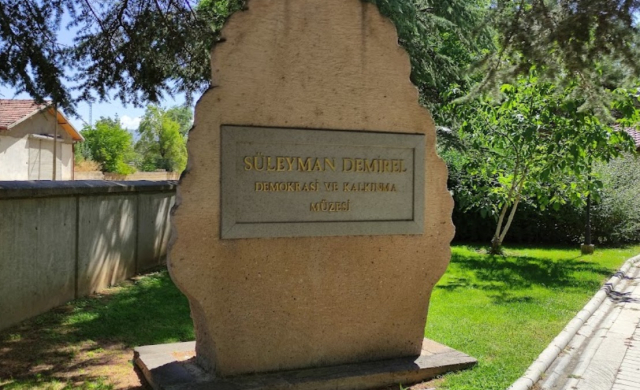 SÜLEYMAN DEMİREL
DEMOKRASİ VE KALKINMA
MÜZESİ